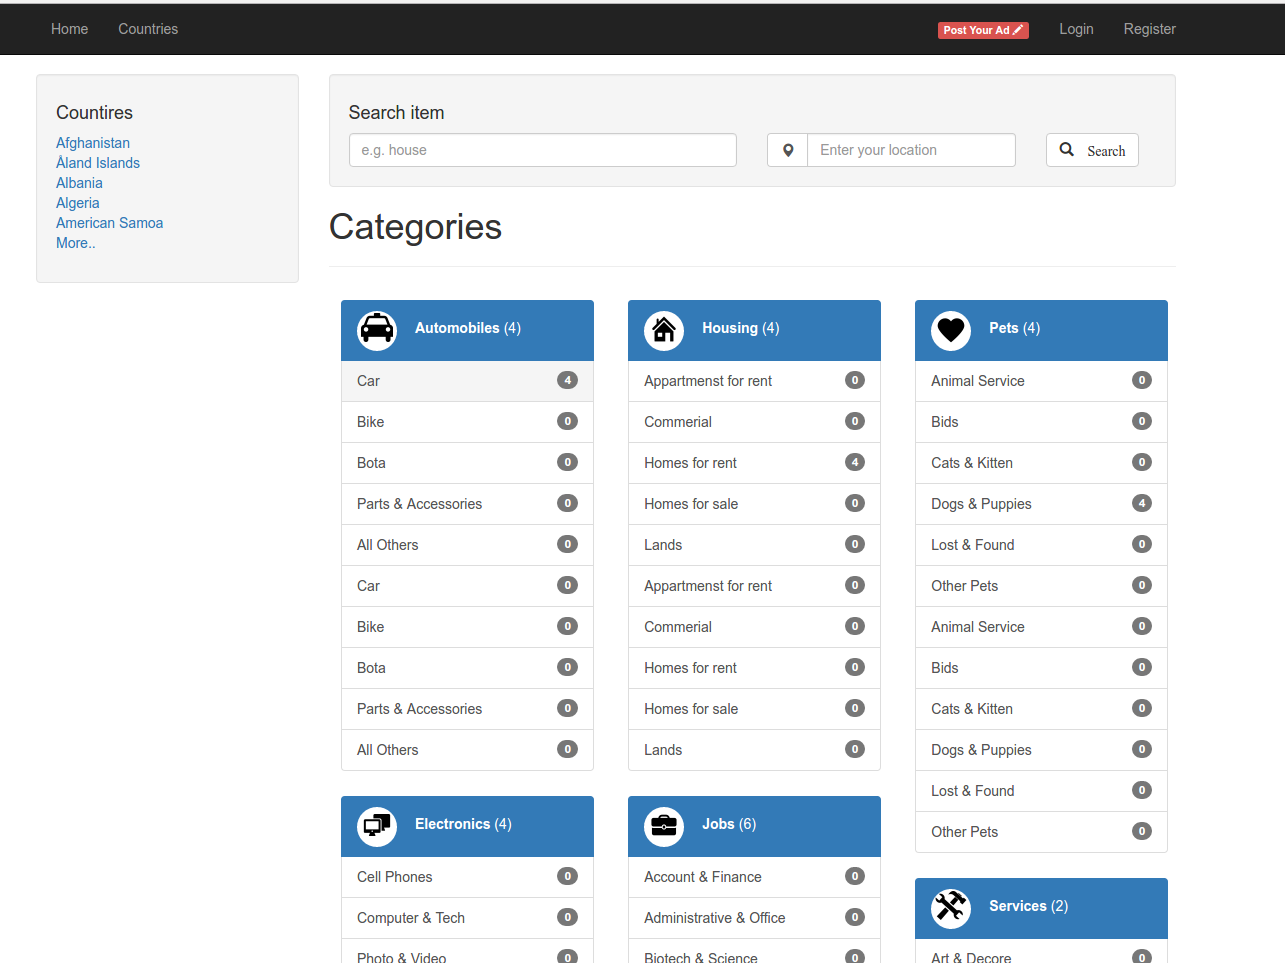 Home Countries Post Your Ad Login Register
Countires
Afghanistan
Åland Islands
Albania
Algeria
American Samoa
More..
Search item
e.g. house Enter your location Search
Categories
Automobiles (4)
Car 4
Bike 0
Bota 0
Parts & Accessories 0
All Others 0
Car 0
Bike 0
Bota 0
Parts & Accessories 0
All Others 0
Housing (4)
Appartmenst for rent 0
Commerial 0
Homes for rent 4
Homes for sale 0
Lands 0
Appartmenst for rent 0
Commerial 0
Homes for rent 0
Homes for sale 0
Lands 0
Pets (4)
Animal Service 0
Bids 0
Cats & Kitten 0
Dogs & Puppies 4
Lost & Found 0
Other Pets 0
Animal Service 0
Bids 0
Cats & Kitten 0
Dogs & Puppies 0
Lost & Found 0
Other Pets 0
Electronics (4)
Cell Phones 0
Computer & Tech 0
Photo & Video 0
Jobs (6)
Account & Finance 0
Administrative & Office 0
Biotech & Science 0
Services (2)
Art & Decore 0